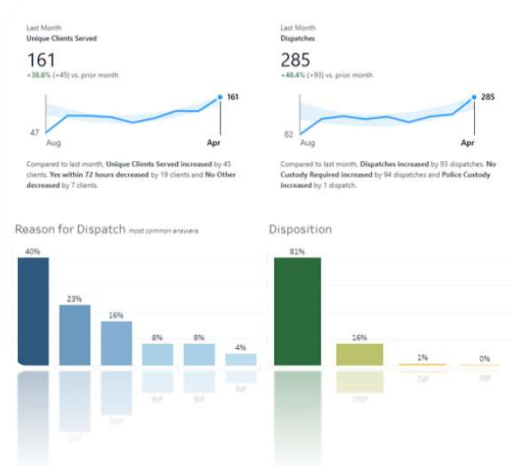 Last Month
Unique Clients Served
161
+38.8% (+45) vs. prior month
161
47
Aug
Apr
Compared to last month, Unique Clients Served increased by 45
clients. Yes within 72 hours decreased by 19 clients and No Other
decreased by 7 clients.
Last Month
Dispatches
285
+48.4% (+93) vs. prior month
285
82
Aug
Apr
Compared to last month, Dispatches increased by 93 dispatches. No
Custody Required increased by 94 dispatches and Police Custody
increased by 1 dispatch.
Reason for Dispatch most common answers
40%
23%
16%
8%
8%
4%
Disposition
81%
16%
1%
0%